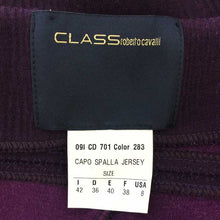 CLASS roberto cavalli
09I CD 701 Color 283
CAPO SPALLA JERSEY
SIZE
I D E F USA
42 36 40 38 8